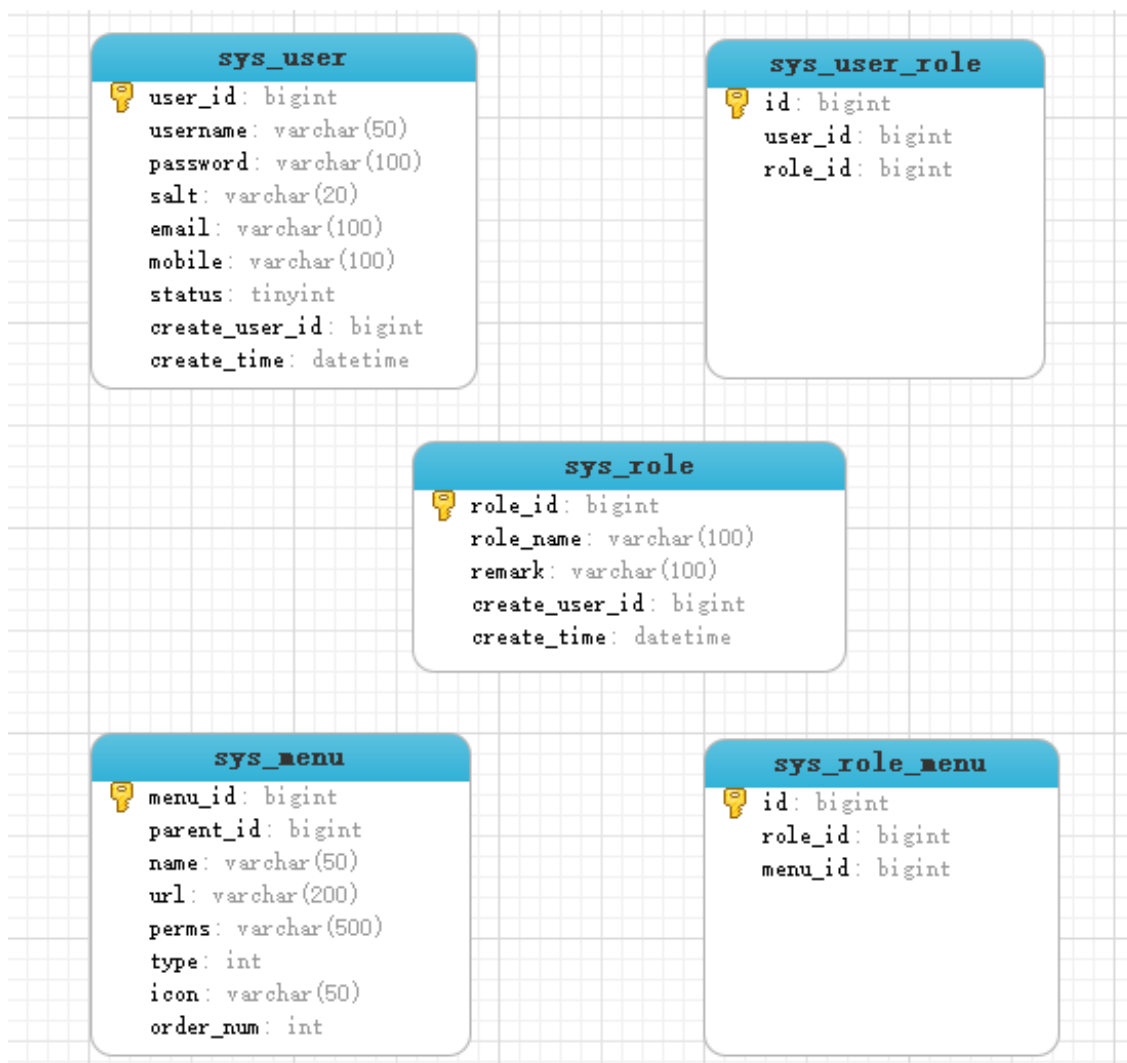 sys_user
user_id: bigint
username: varchar(50)
password: varchar(100)
salt: varchar(20)
email: varchar(100)
mobile: varchar(100)
status: tinyint
create_user_id: bigint
create_time: datetime
sys_user_role
id: bigint
user_id: bigint
role_id: bigint
sys_role
role_id: bigint
role_name: varchar(100)
remark: varchar(100)
create_user_id: bigint
create_time: datetime
sys_menu
menu_id: bigint
parent_id: bigint
name: varchar(50)
url: varchar(200)
perms: varchar(500)
type: int
icon: varchar(50)
order_num: int
sys_role_menu
id: bigint
role_id: bigint
menu_id: bigint